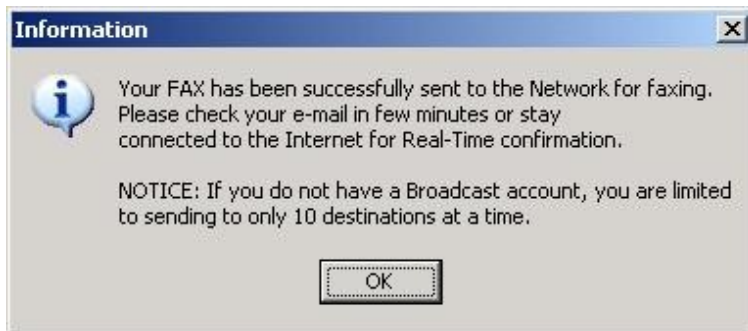 Information
Your FAX has been successfully sent to the Network for faxing.
Please check your e-mail in few minutes or stay
connected to the Internet for Real-Time confirmation.
NOTICE: If you do not have a Broadcast account, you are limited
to sending to only 10 destinations at a time.
OK